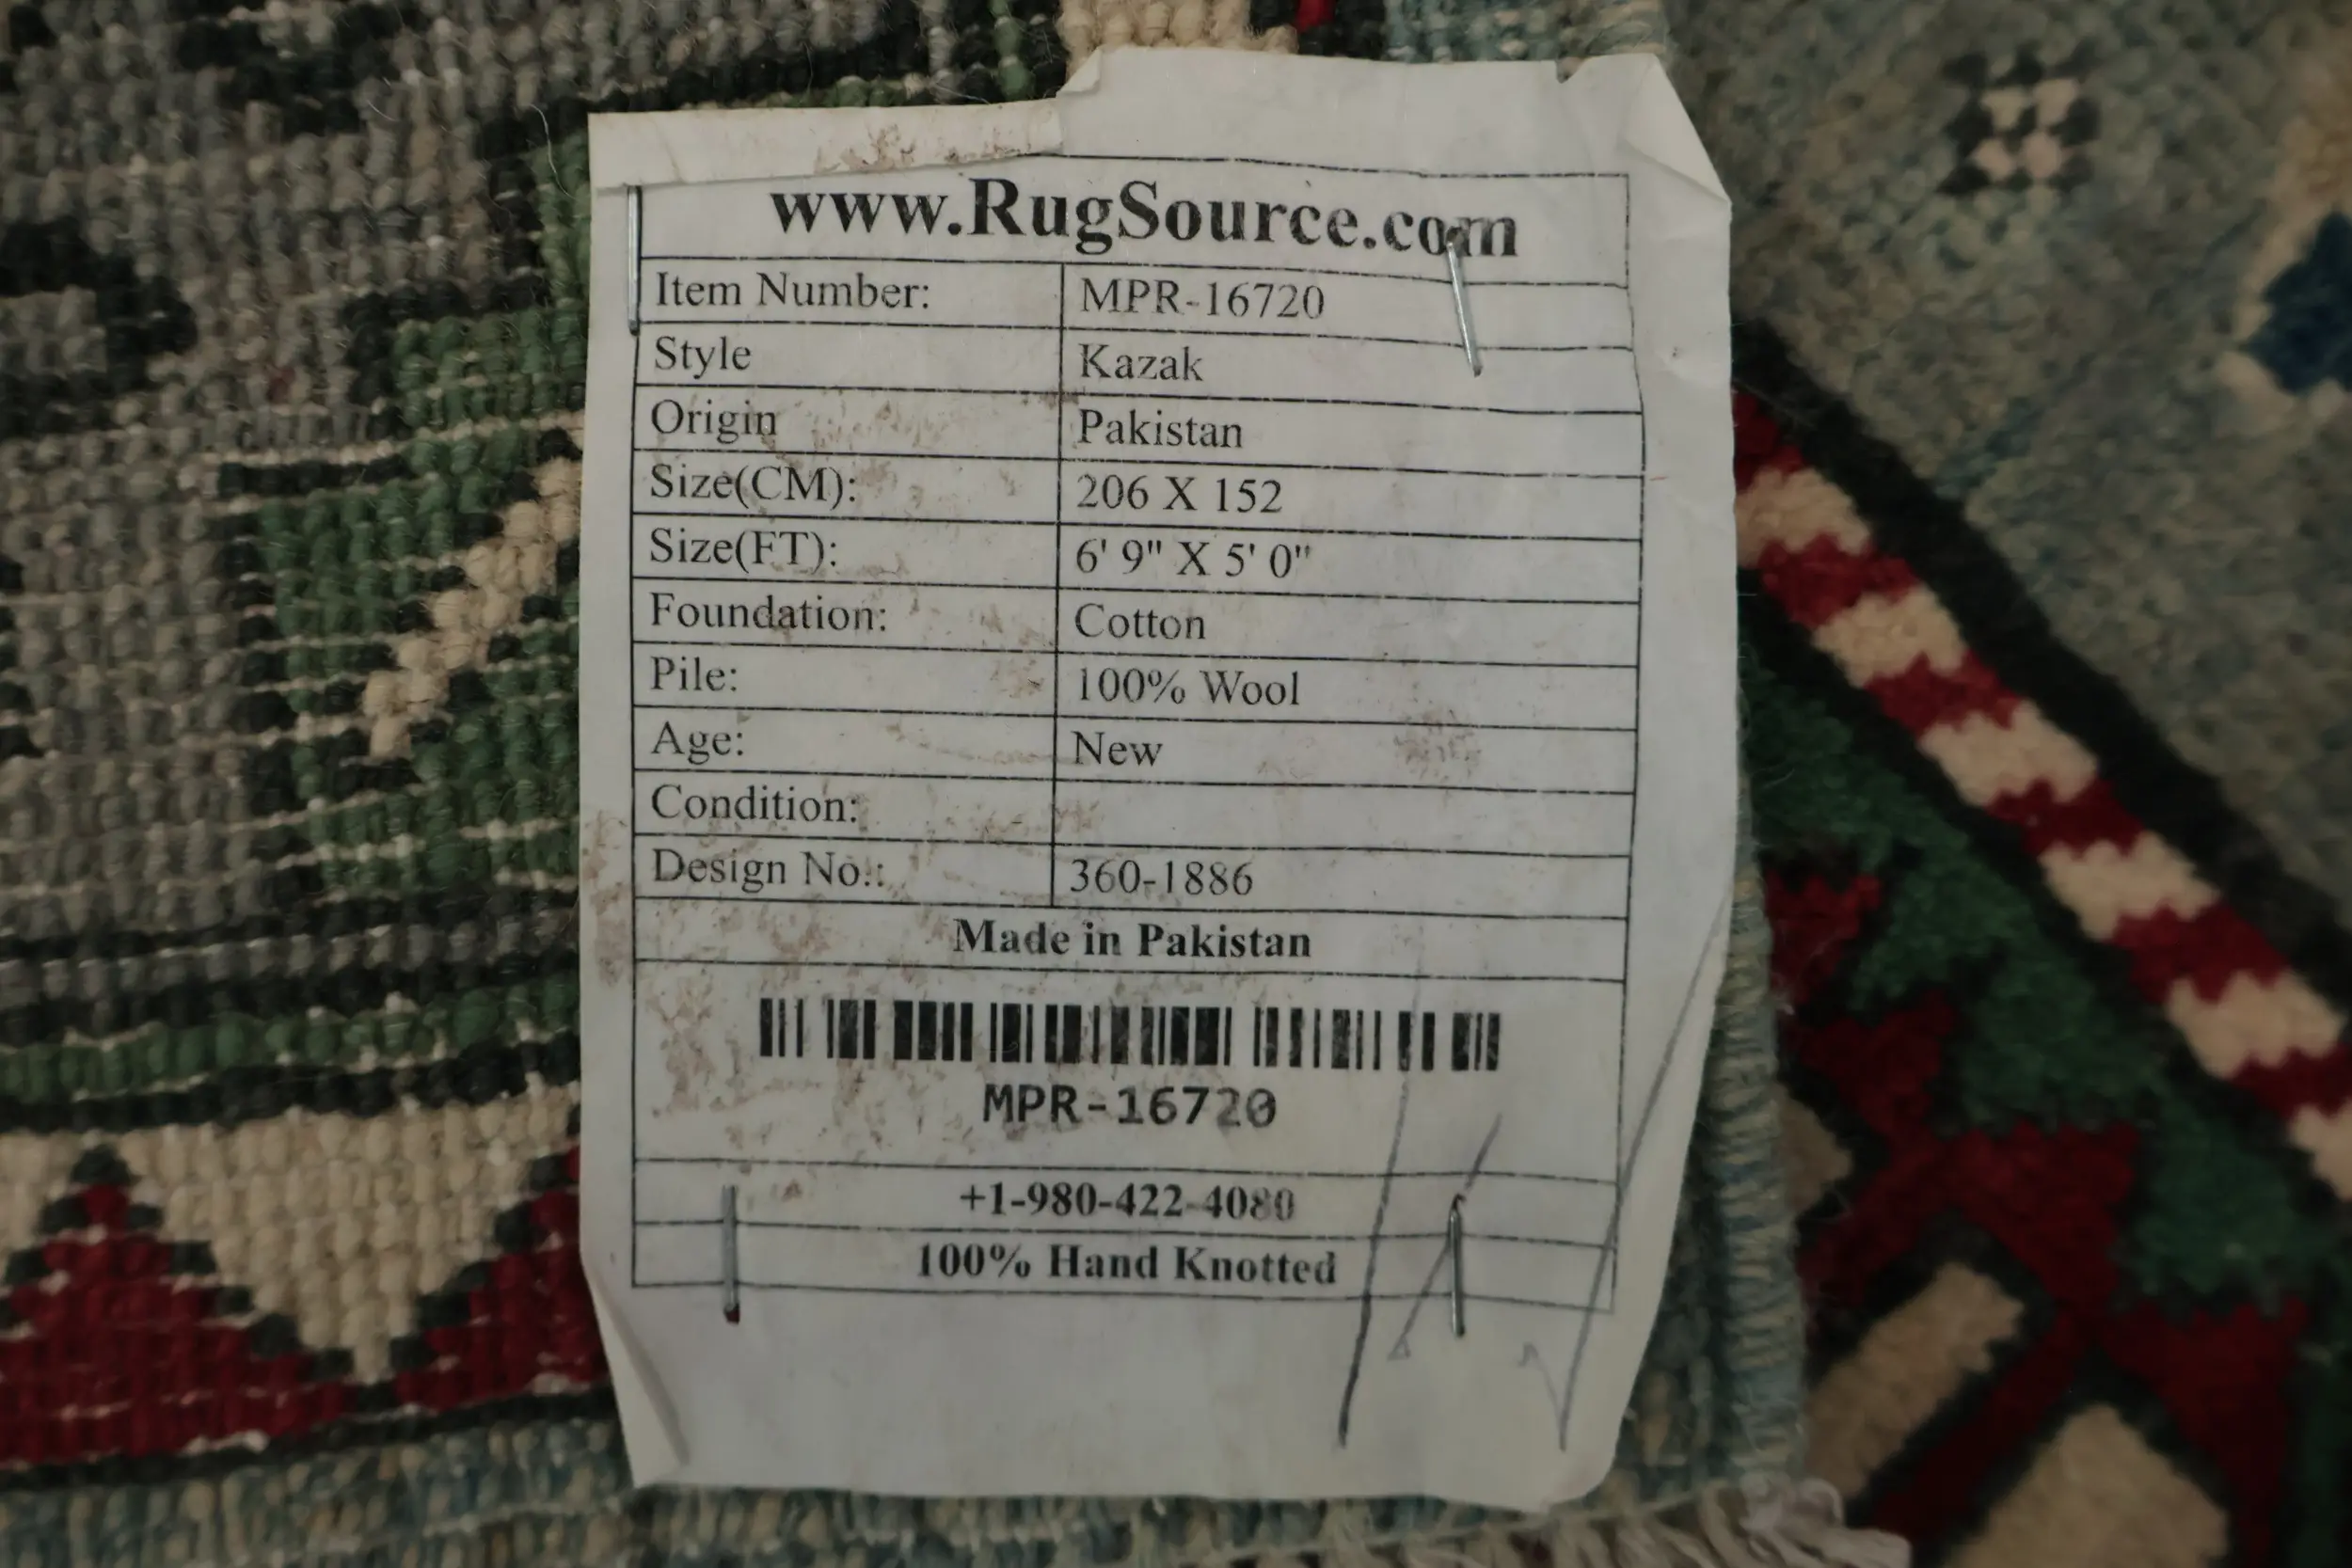 www.RugSource.com
Item Number: MPR-16720
Style Kazak
Origin Pakistan
Size(CM): 206 X 152
Size(FT): 6' 9" X 5' 0"
Foundation: Cotton
Pile: 100% Wool
Age: New
Condition:
Design No.: 360-1886
Made in Pakistan
MPR-16720
+1-980-422-4080
100% Hand Knotted